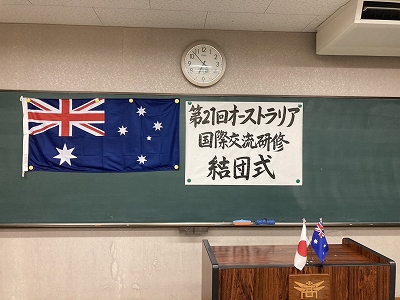 第21回オーストラリア
国際交流研修
結団式